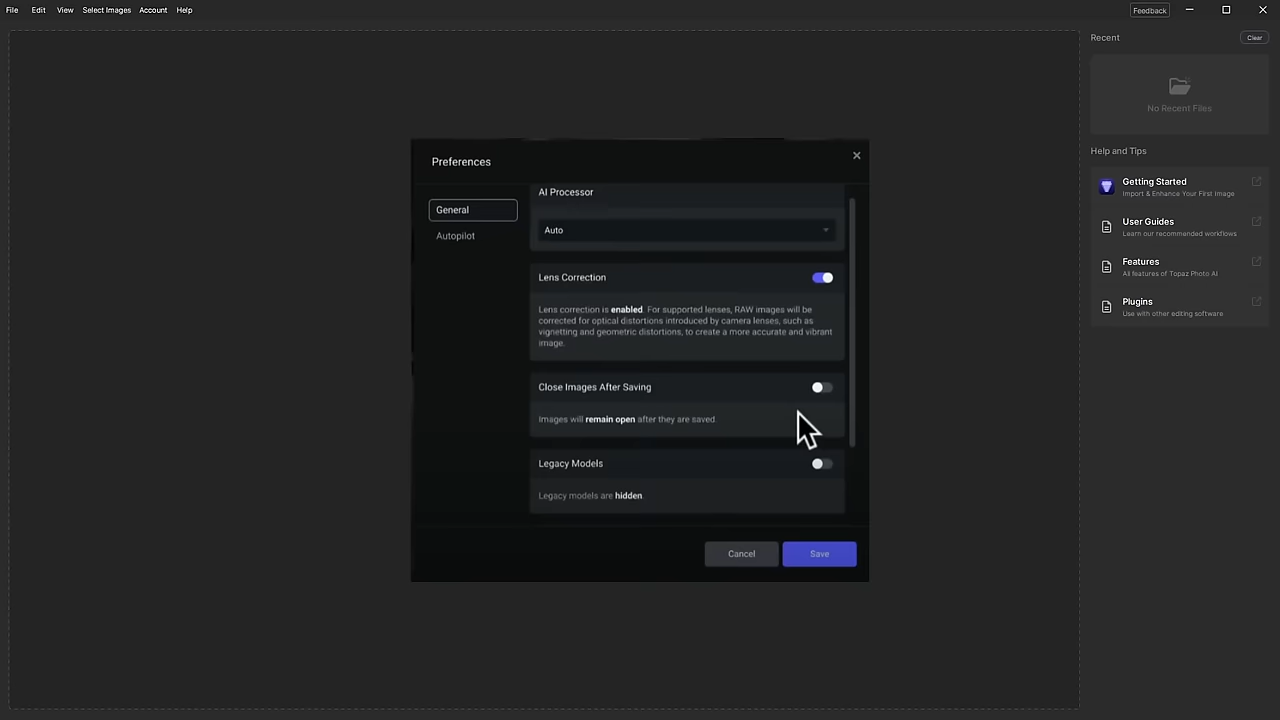 File Edit View Select Images Account Help
Feedback
Recent
Clear
No Recent Files
Help and Tips
Getting Started
Import & Enhance Your First Image
User Guides
Learn our recommended workflows
Features
All features of Topaz Photo AI
Plugins
Use with other editing software
Preferences
General
Autopilot
AI Processor
Auto
Lens Correction
Lens correction is enabled. For supported lenses, RAW images will be
corrected for optical distortions introduced by camera lenses, such as
vignetting and geometric distortions, to create a more accurate and vibrant
image.
Close Images After Saving
Images will remain open after they are saved.
Legacy Models
Legacy models are hidden.
Cancel
Save